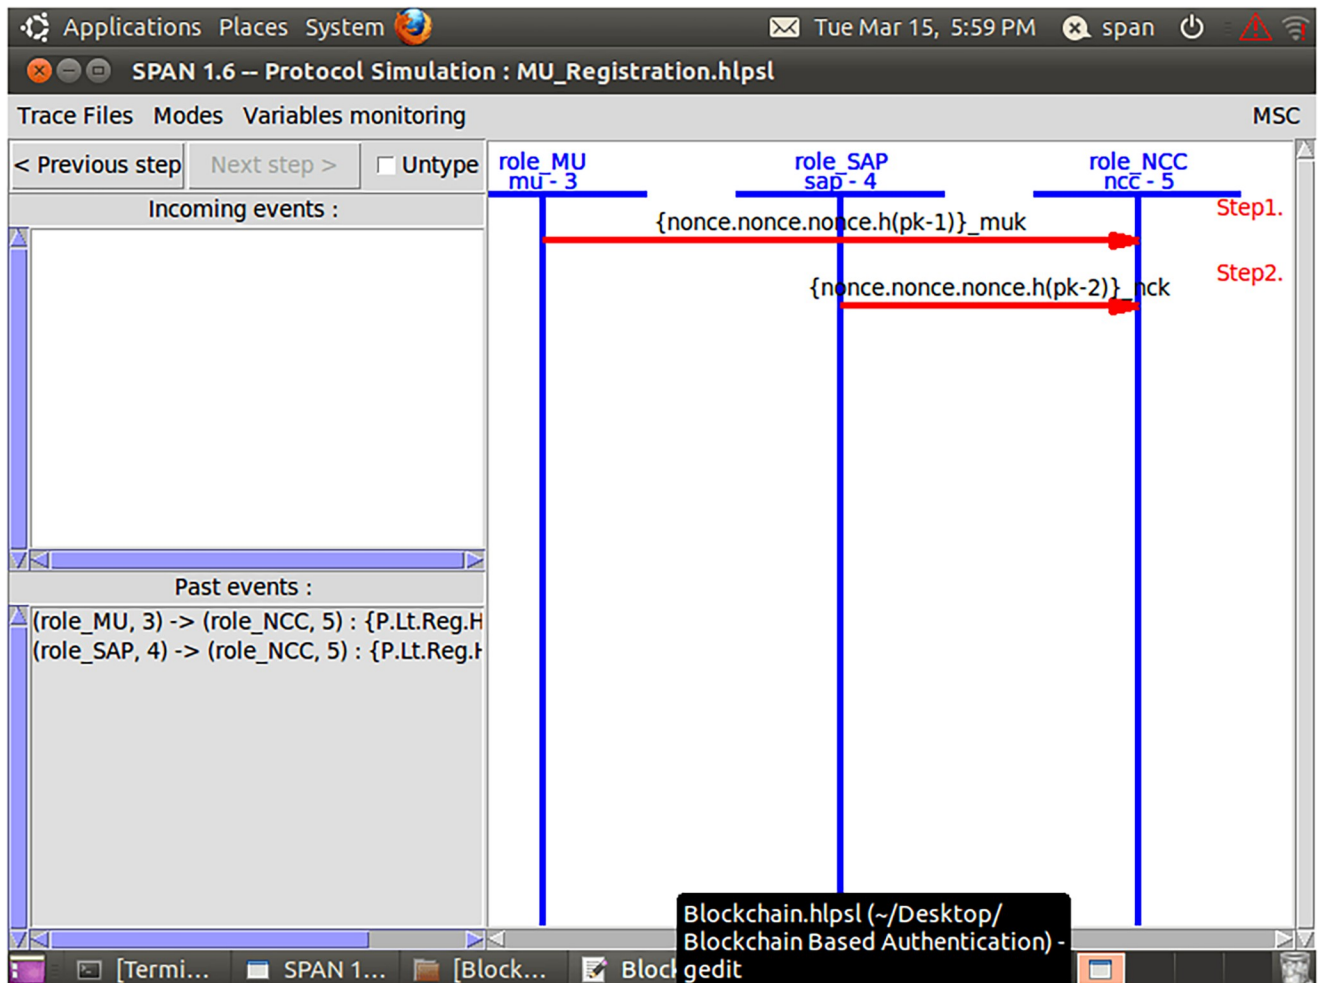 Applications Places System Tue Mar 15, 5:59 PM span
SPAN 1.6 -- Protocol Simulation : MU_Registration.hlpsl
Trace Files Modes Variables monitoring MSC
< Previous step Next step > Untype
Incoming events :
role_MU role_SAP role_NCC
mu - 3 sap - 4 ncc - 5
Step1.
{nonce.nonce.nonce.h(pk-1)}_muk
Step2.
{nonce.nonce.nonce.h(pk-2)}_nck
Past events :
(role_MU, 3) -> (role_NCC, 5) : {P.Lt.Reg.H
(role_SAP, 4) -> (role_NCC, 5) : {P.Lt.Reg.H
Blockchain.hlpsl (~/Desktop/
Blockchain Based Authentication) -
gedit
[Termi... SPAN 1... [Block... Block